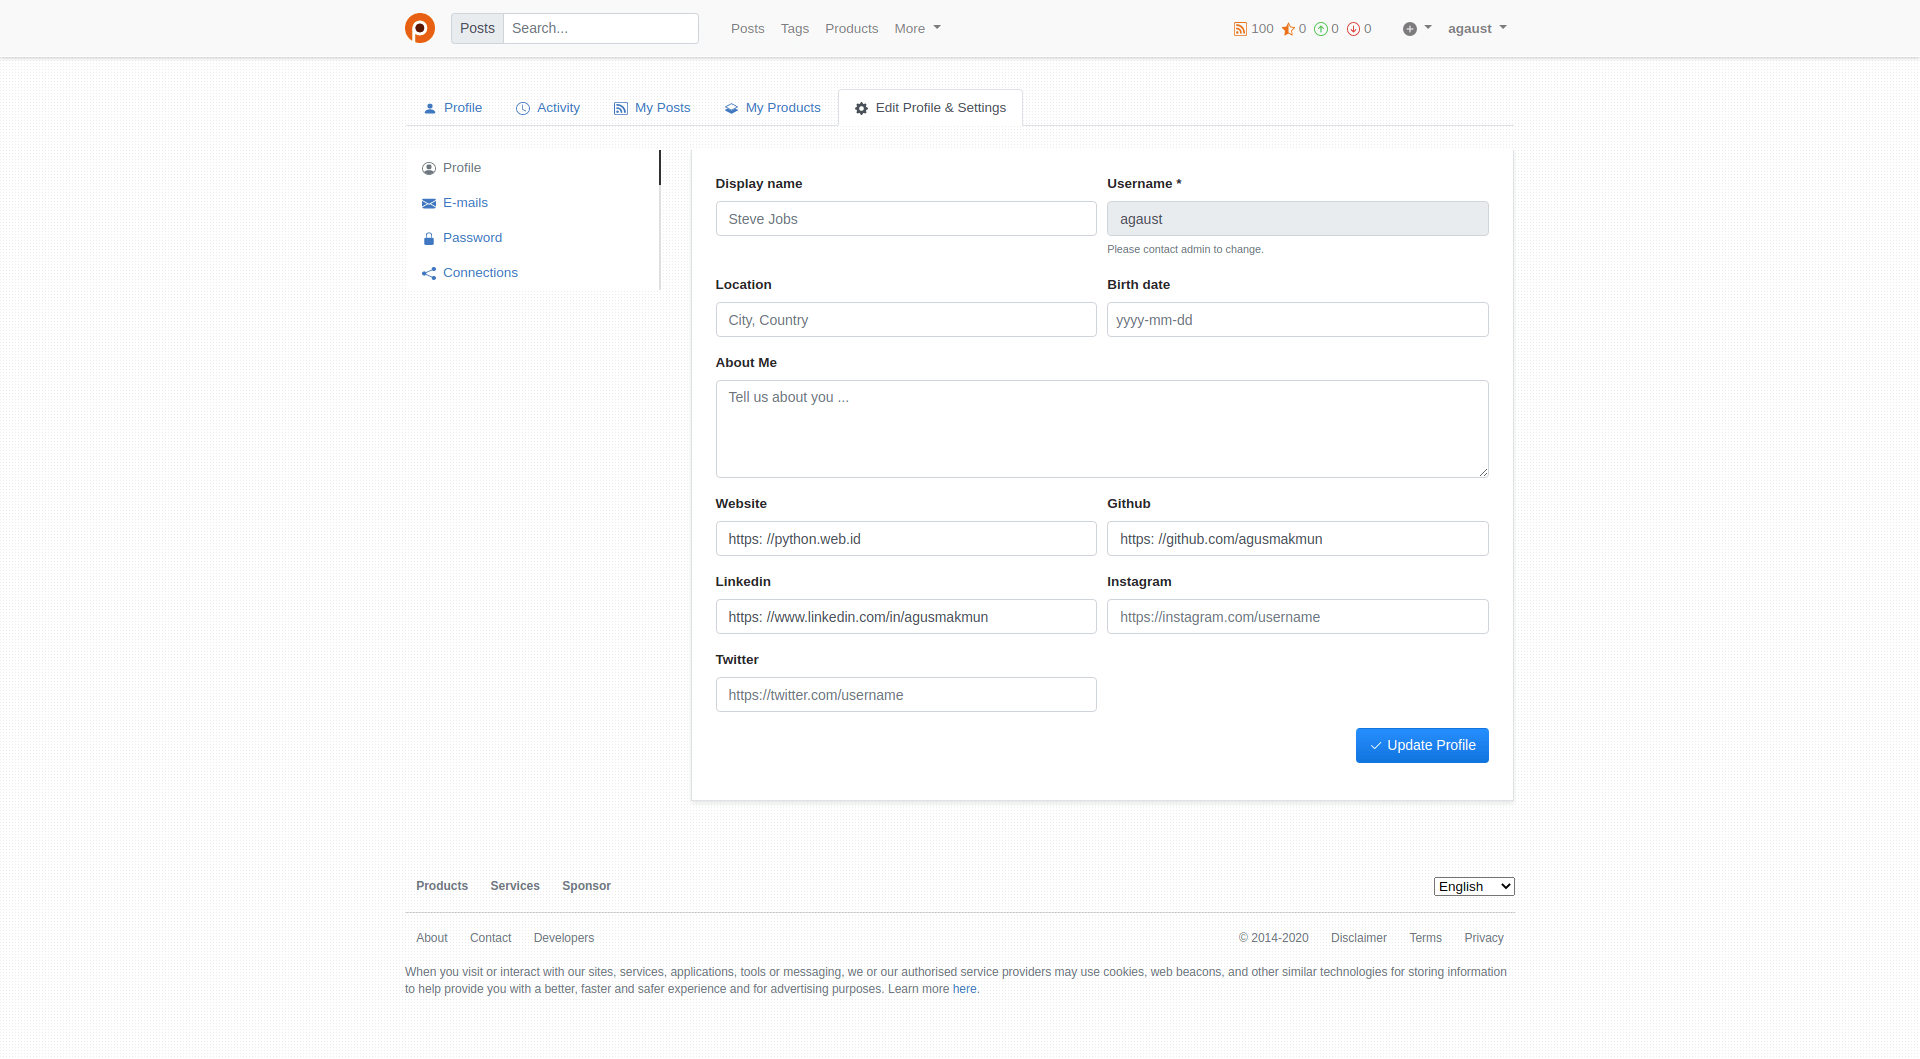 Posts Search... Posts Tags Products More 100 0 0 0 agaust
Profile Activity My Posts My Products Edit Profile & Settings
Profile
E-mails
Password
Connections
Display name Username *
Steve Jobs agaust
Please contact admin to change.
Location Birth date
City, Country yyyy-mm-dd
About Me
Tell us about you ...
Website Github
https: //python.web.id https: //github.com/agusmakmun
Linkedin Instagram
https: //www.linkedin.com/in/agusmakmun https://instagram.com/username
Twitter
https://twitter.com/username
Update Profile
Products Services Sponsor English
About Contact Developers © 2014-2020 Disclaimer Terms Privacy
When you visit or interact with our sites, services, applications, tools or messaging, we or our authorised service providers may use cookies, web beacons, and other similar technologies for storing information
to help provide you with a better, faster and safer experience and for advertising purposes. Learn more here.